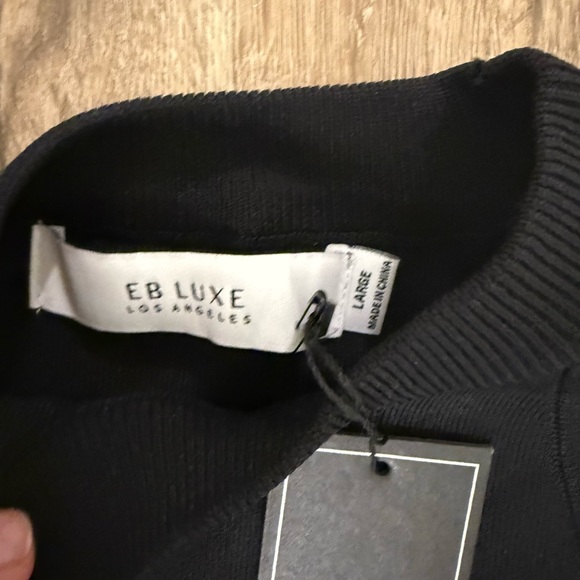 EB LUXE
LOS ANGELES
LARGE
MADE IN CHINA